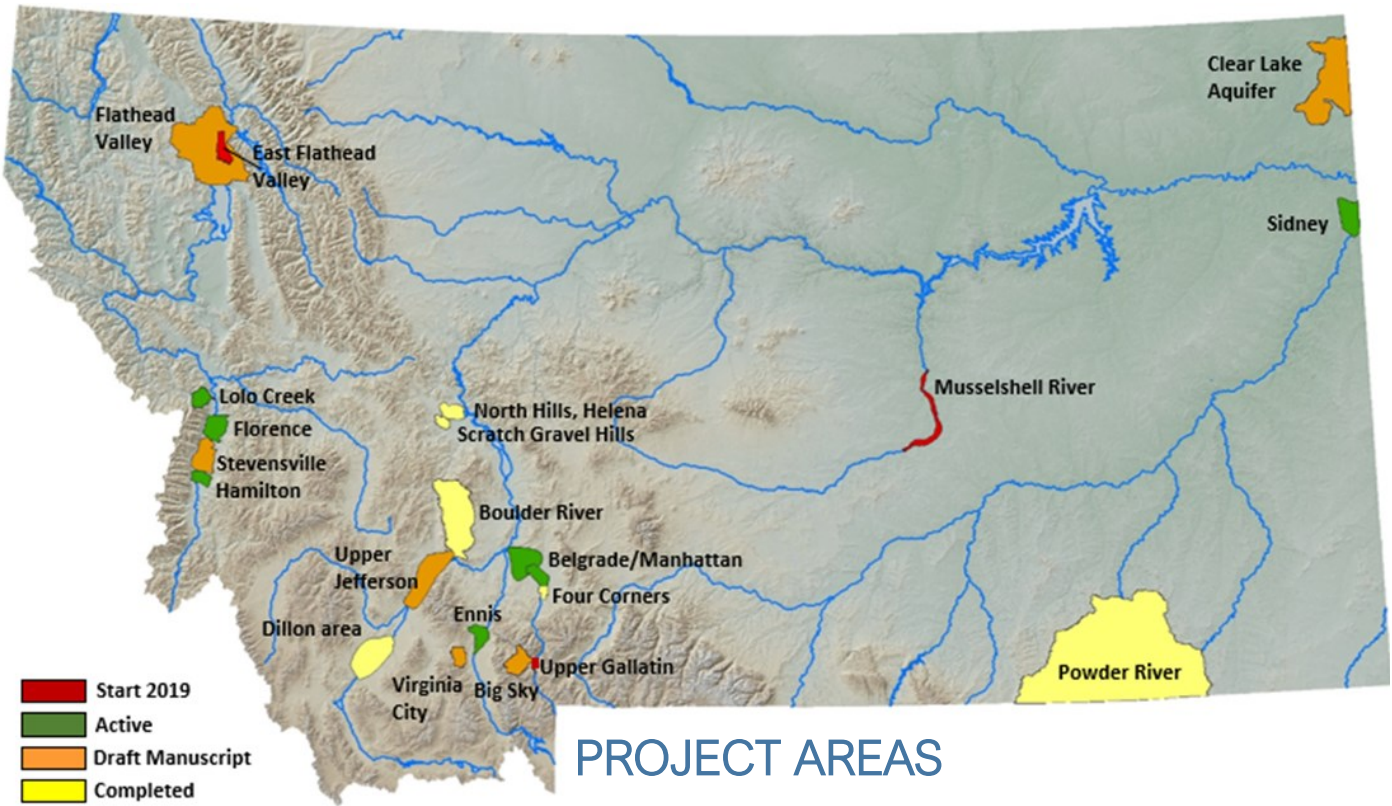 Clear Lake
Aquifer
Flathead
Valley
East Flathead
Valley
Sidney
Musselshell River
Lolo Creek
Florence
Stevensville
Hamilton
North Hills, Helena
Scratch Gravel Hills
Boulder River
Upper
Jefferson
Belgrade/Manhattan
Four Corners
Ennis
Dillon area
Upper Gallatin
Virginia
City
Big Sky
Powder River
Start 2019
Active
Draft Manuscript
Completed
PROJECT AREAS